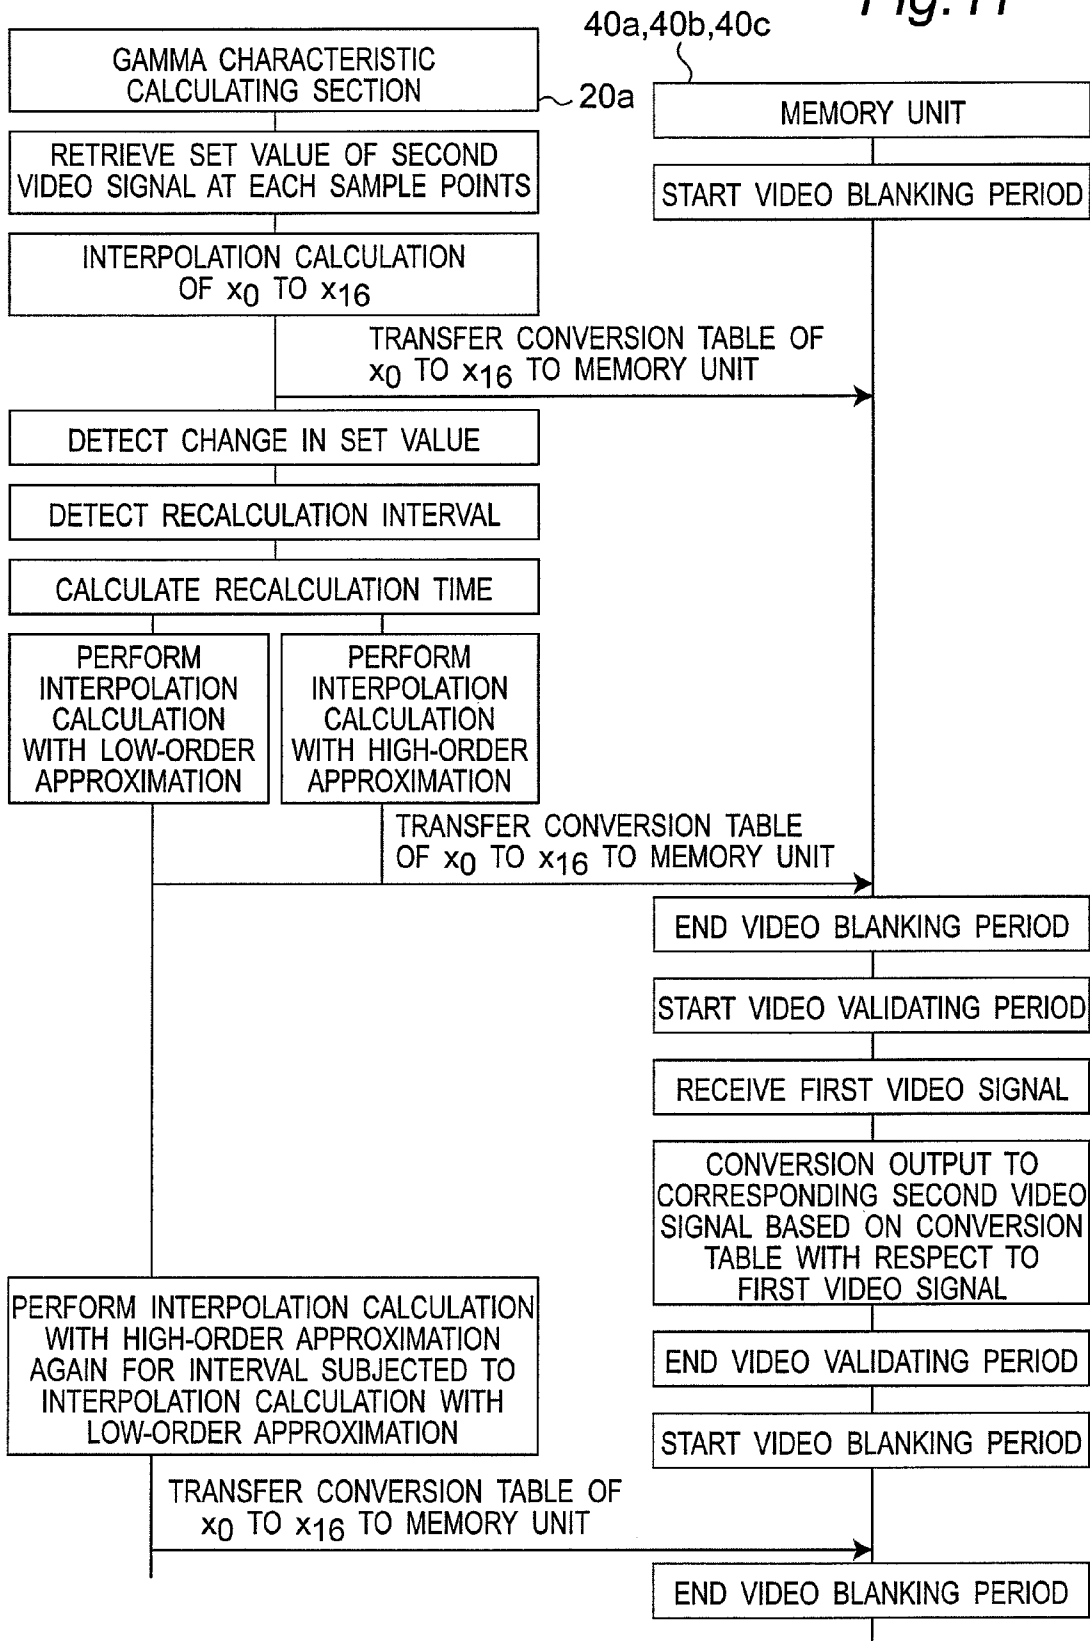 Fig. 11
40a,40b,40c
GAMMA CHARACTERISTIC
CALCULATING SECTION
20a
MEMORY UNIT
RETRIEVE SET VALUE OF SECOND
VIDEO SIGNAL AT EACH SAMPLE POINTS
START VIDEO BLANKING PERIOD
INTERPOLATION CALCULATION
OF x0 TO x16
TRANSFER CONVERSION TABLE OF
x0 TO x16 TO MEMORY UNIT
DETECT CHANGE IN SET VALUE
DETECT RECALCULATION INTERVAL
CALCULATE RECALCULATION TIME
PERFORM
INTERPOLATION
CALCULATION
WITH LOW-ORDER
APPROXIMATION
PERFORM
INTERPOLATION
CALCULATION
WITH HIGH-ORDER
APPROXIMATION
TRANSFER CONVERSION TABLE
OF x0 TO x16 TO MEMORY UNIT
END VIDEO BLANKING PERIOD
START VIDEO VALIDATING PERIOD
RECEIVE FIRST VIDEO SIGNAL
CONVERSION OUTPUT TO
CORRESPONDING SECOND VIDEO
SIGNAL BASED ON CONVERSION
TABLE WITH RESPECT TO
FIRST VIDEO SIGNAL
PERFORM INTERPOLATION CALCULATION
WITH HIGH-ORDER APPROXIMATION
AGAIN FOR INTERVAL SUBJECTED TO
INTERPOLATION CALCULATION WITH
LOW-ORDER APPROXIMATION
END VIDEO VALIDATING PERIOD
START VIDEO BLANKING PERIOD
TRANSFER CONVERSION TABLE OF
x0 TO x16 TO MEMORY UNIT
END VIDEO BLANKING PERIOD